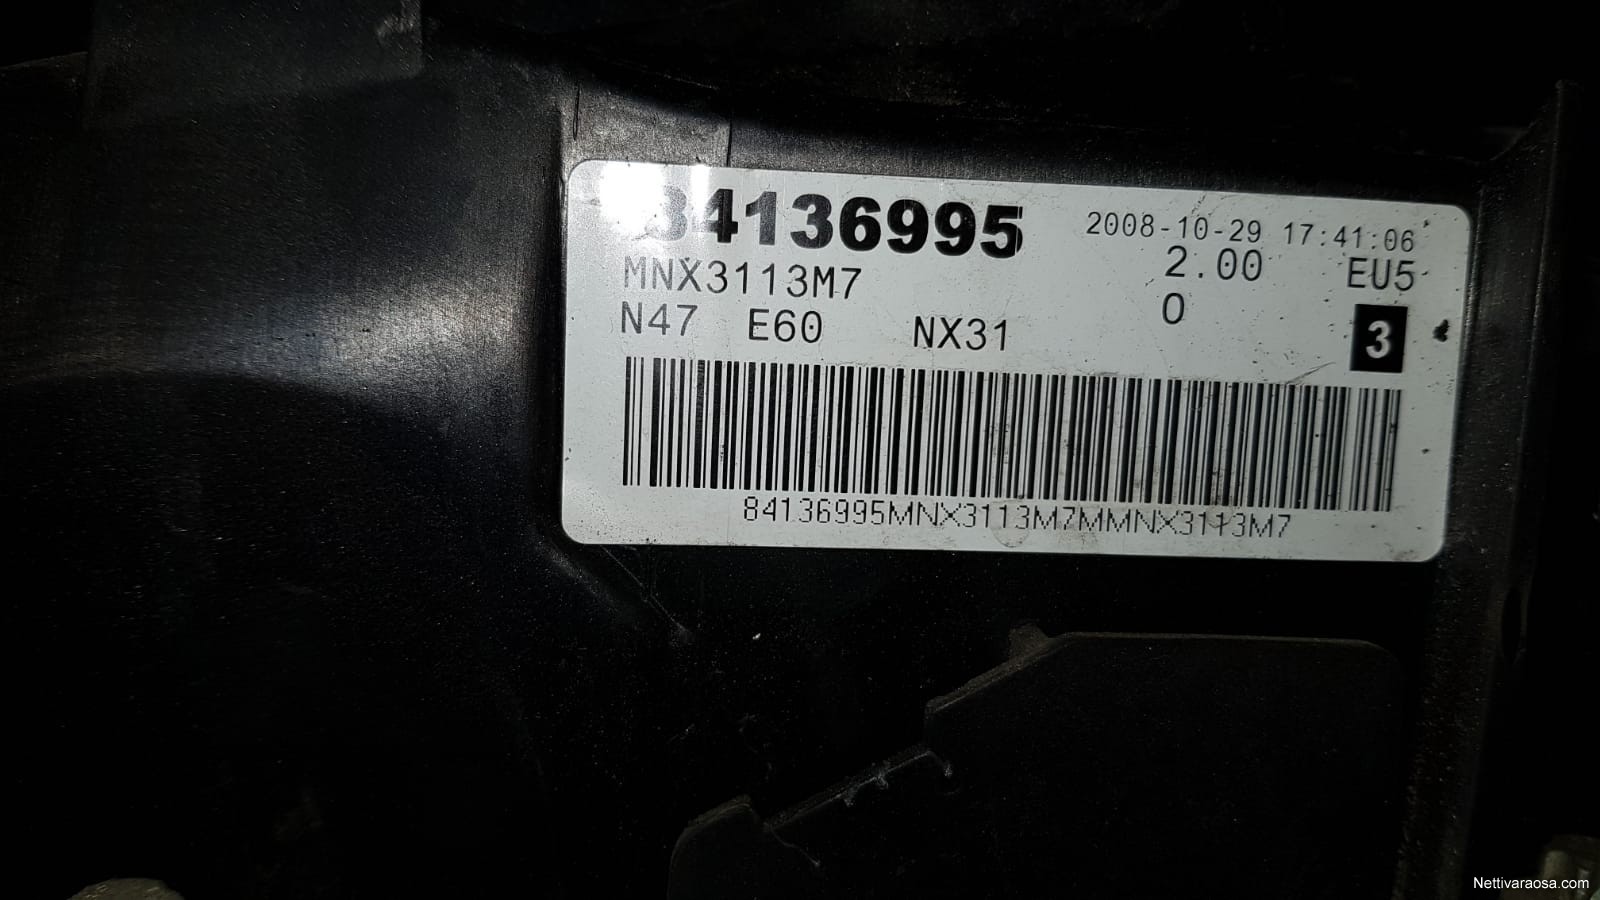 84136995 2008-10-29 17:41:06
MNX3113M7 2.00 EU5
N47 E60 NX31 0 3
84136995MNX3113M7MMNX3113M7
Nettivaraosa.com